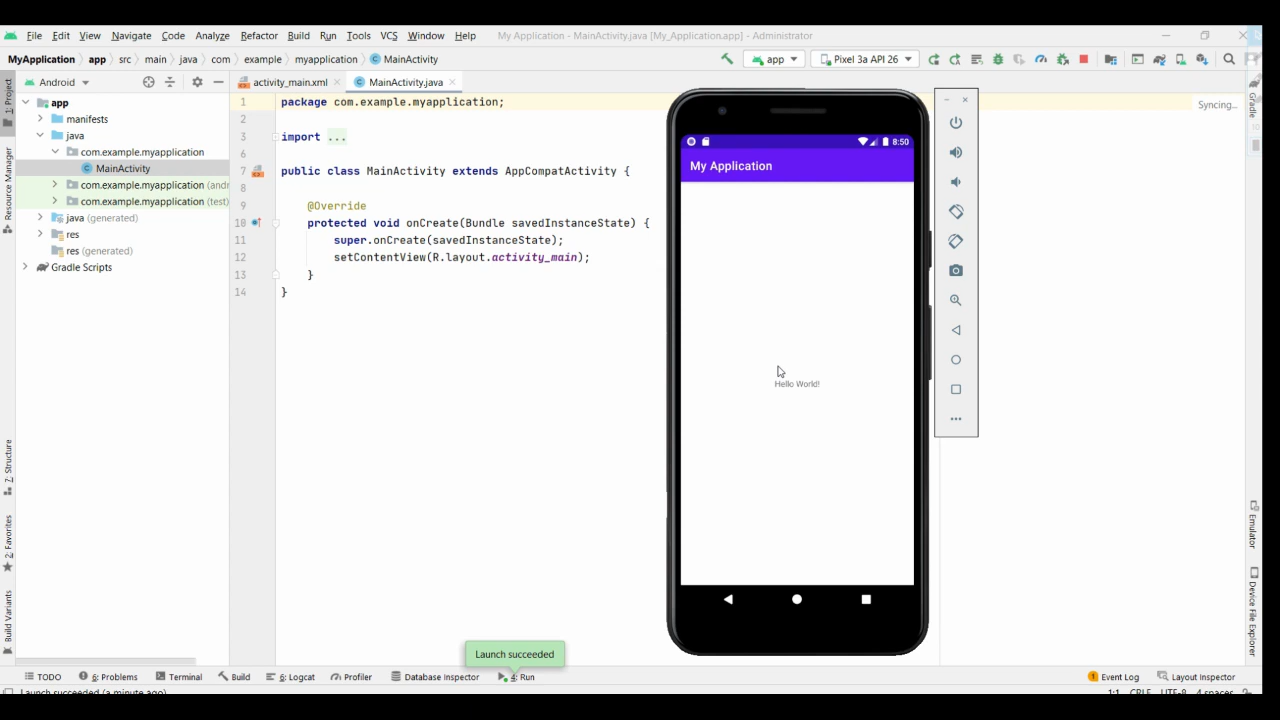 File Edit View Navigate Code Analyze Refactor Build Run Tools VCS Window Help My Application - MainActivity.java [My_Application.app] - Administrator
MyApplication app src main java com example myapplication MainActivity app Pixel 3a API 26
Android activity_main.xml MainActivity.java
1: Project
Resource Manager
7: Structure
2: Favorites
Build Variants
app
manifests
java
com.example.myapplication
MainActivity
com.example.myapplication (andr
com.example.myapplication (test)
java (generated)
res
res (generated)
Gradle Scripts
1 package com.example.myapplication;
2
3 import ...
6
7 public class MainActivity extends AppCompatActivity {
8
9 @Override
10 protected void onCreate(Bundle savedInstanceState) {
11 super.onCreate(savedInstanceState);
12 setContentView(R.layout.activity_main);
13 }
14 }
8:50
My Application
Hello World!
Syncing...
Gradle
Emulator
Device File Explorer
Launch succeeded
TODO 6: Problems Terminal Build 6: Logcat Profiler Database Inspector 4: Run 1 Event Log Layout Inspector
Launch succeeded (a minute ago) 1:1 CRLF UTF-8 4 spaces